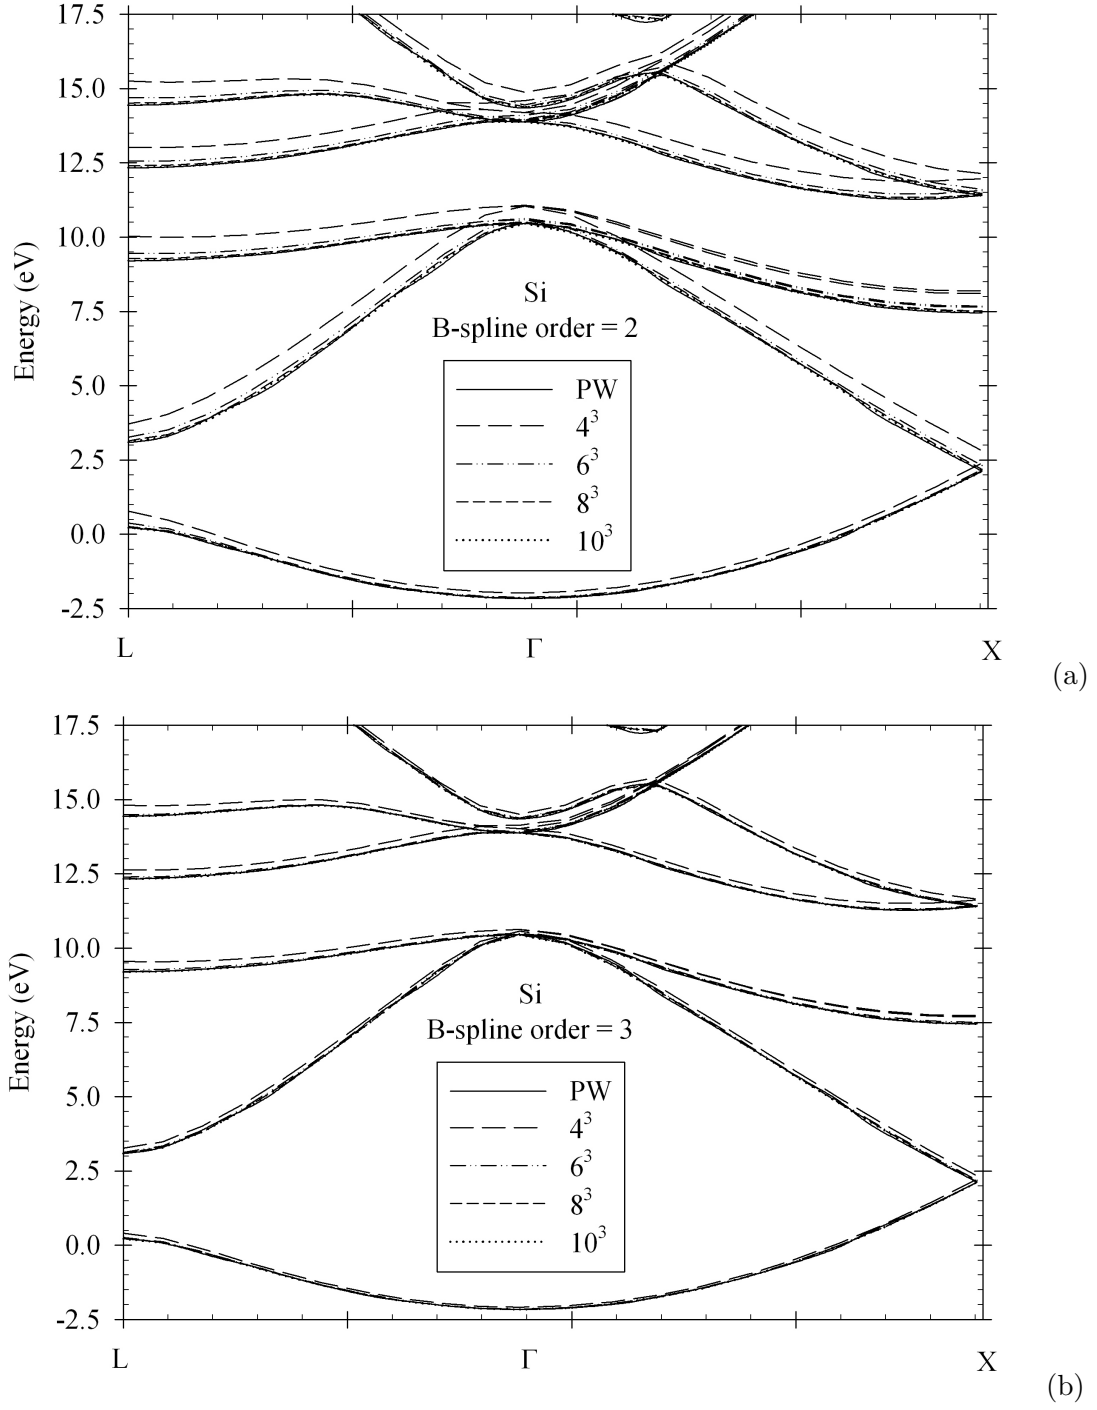 17.5
15.0
12.5
10.0
7.5
5.0
2.5
0.0
-2.5
Energy (eV)
Si
B-spline order = 2
PW
4³
6³
8³
10³
L Γ X
(a)
17.5
15.0
12.5
10.0
7.5
5.0
2.5
0.0
-2.5
Energy (eV)
Si
B-spline order = 3
PW
4³
6³
8³
10³
L Γ X
(b)